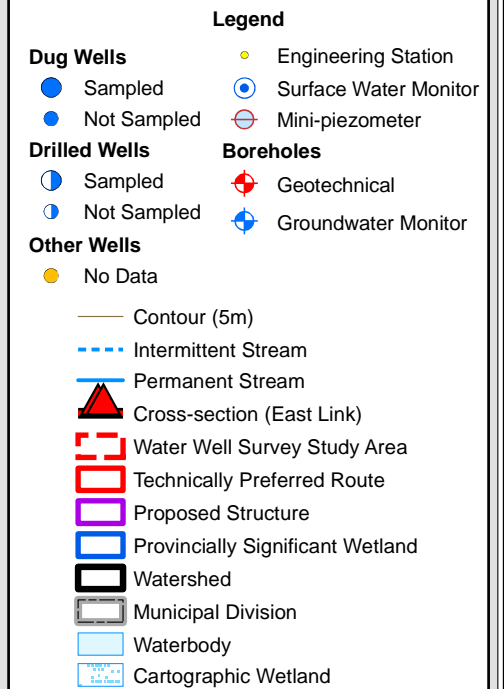 Legend
Dug Wells
Sampled
Not Sampled
Drilled Wells
Sampled
Not Sampled
Other Wells
No Data
Engineering Station
Surface Water Monitor
Mini-piezometer
Boreholes
Geotechnical
Groundwater Monitor
Contour (5m)
Intermittent Stream
Permanent Stream
Cross-section (East Link)
Water Well Survey Study Area
Technically Preferred Route
Proposed Structure
Provincially Significant Wetland
Watershed
Municipal Division
Waterbody
Cartographic Wetland